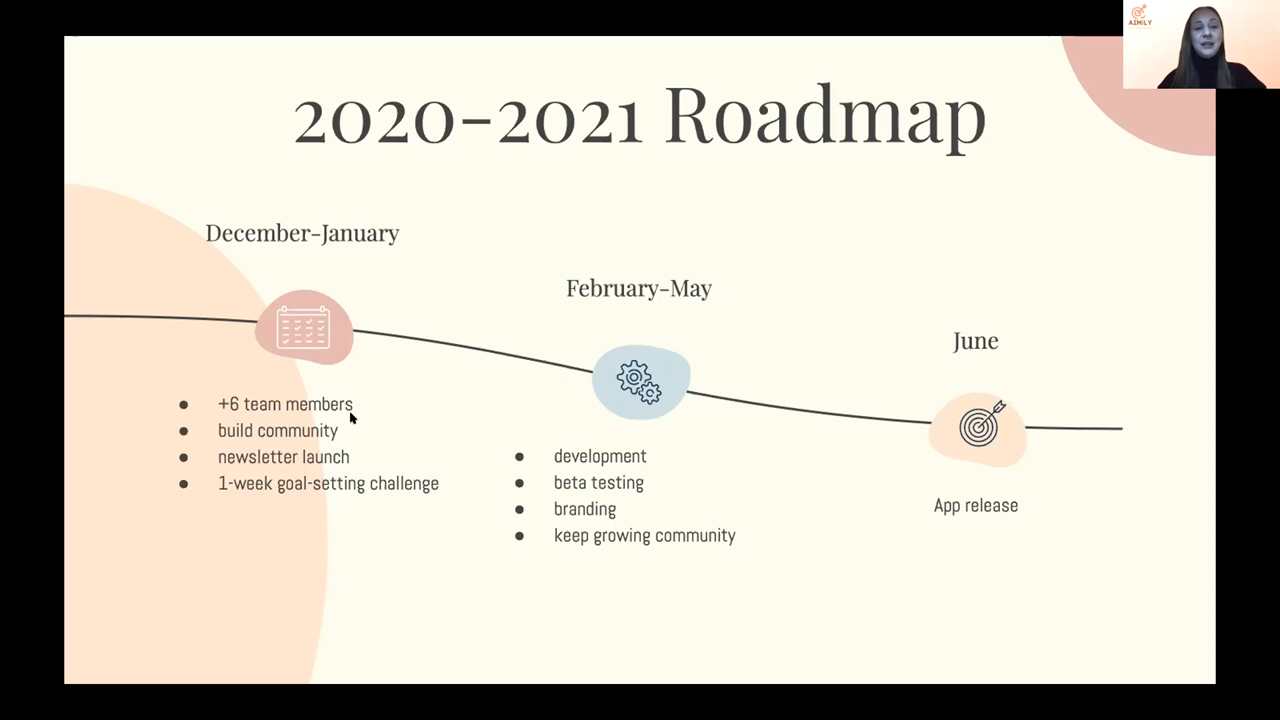 AIMILY
2020-2021 Roadmap
December-January
+6 team members
build community
newsletter launch
1-week goal-setting challenge
February-May
development
beta testing
branding
keep growing community
June
App release